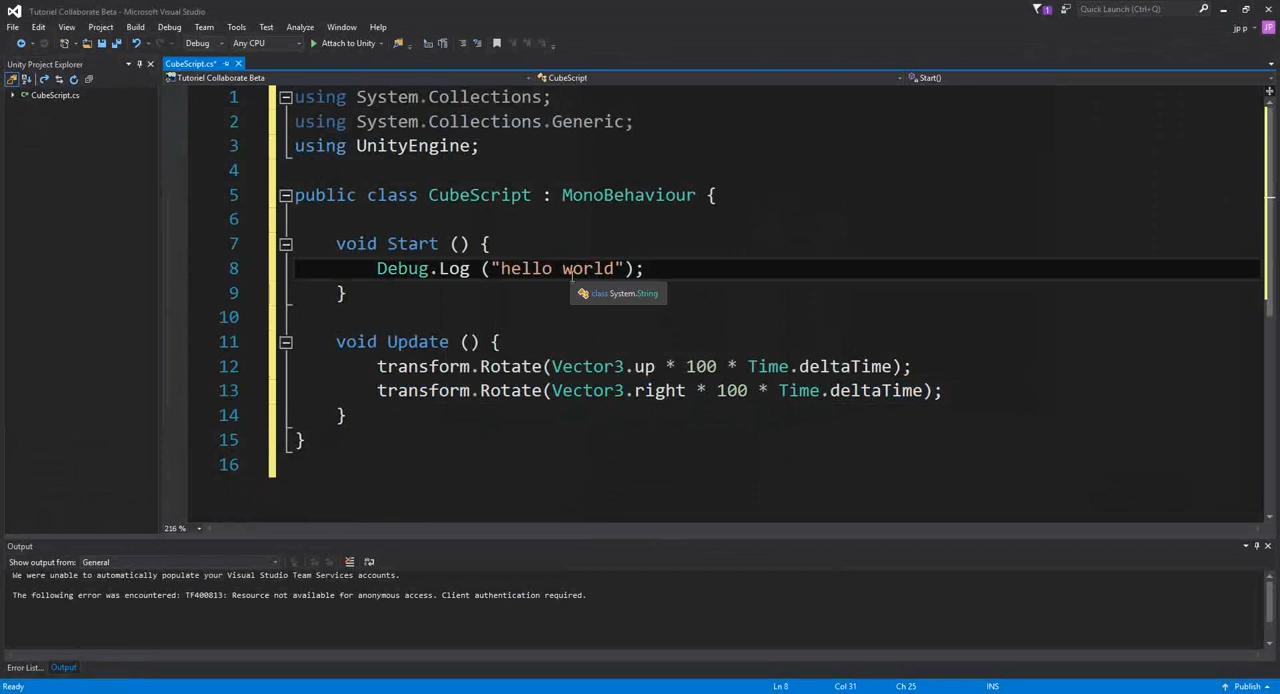 Tutoriel Collaborate Beta - Microsoft Visual Studio
Quick Launch (Ctrl+Q)
1
File Edit View Project Build Debug Team Tools Test Analyze Window Help
jp p
JP
Debug Any CPU Attach to Unity
Unity Project Explorer
CubeScript.cs
CubeScript.cs*
Tutoriel Collaborate Beta CubeScript Start()
1 using System.Collections;
2 using System.Collections.Generic;
3 using UnityEngine;
4
5 public class CubeScript : MonoBehaviour {
6
7 void Start () {
8 Debug.Log ("hello world");
class System.String
9 }
10
11 void Update () {
12 transform.Rotate(Vector3.up * 100 * Time.deltaTime);
13 transform.Rotate(Vector3.right * 100 * Time.deltaTime);
14 }
15 }
16
216 %
Output
Show output from: General
We were unable to automatically populate your Visual Studio Team Services accounts.
The following error was encountered: TF400813: Resource not available for anonymous access. Client authentication required.
Error List... Output
Ready Ln 8 Col 31 Ch 25 INS Publish